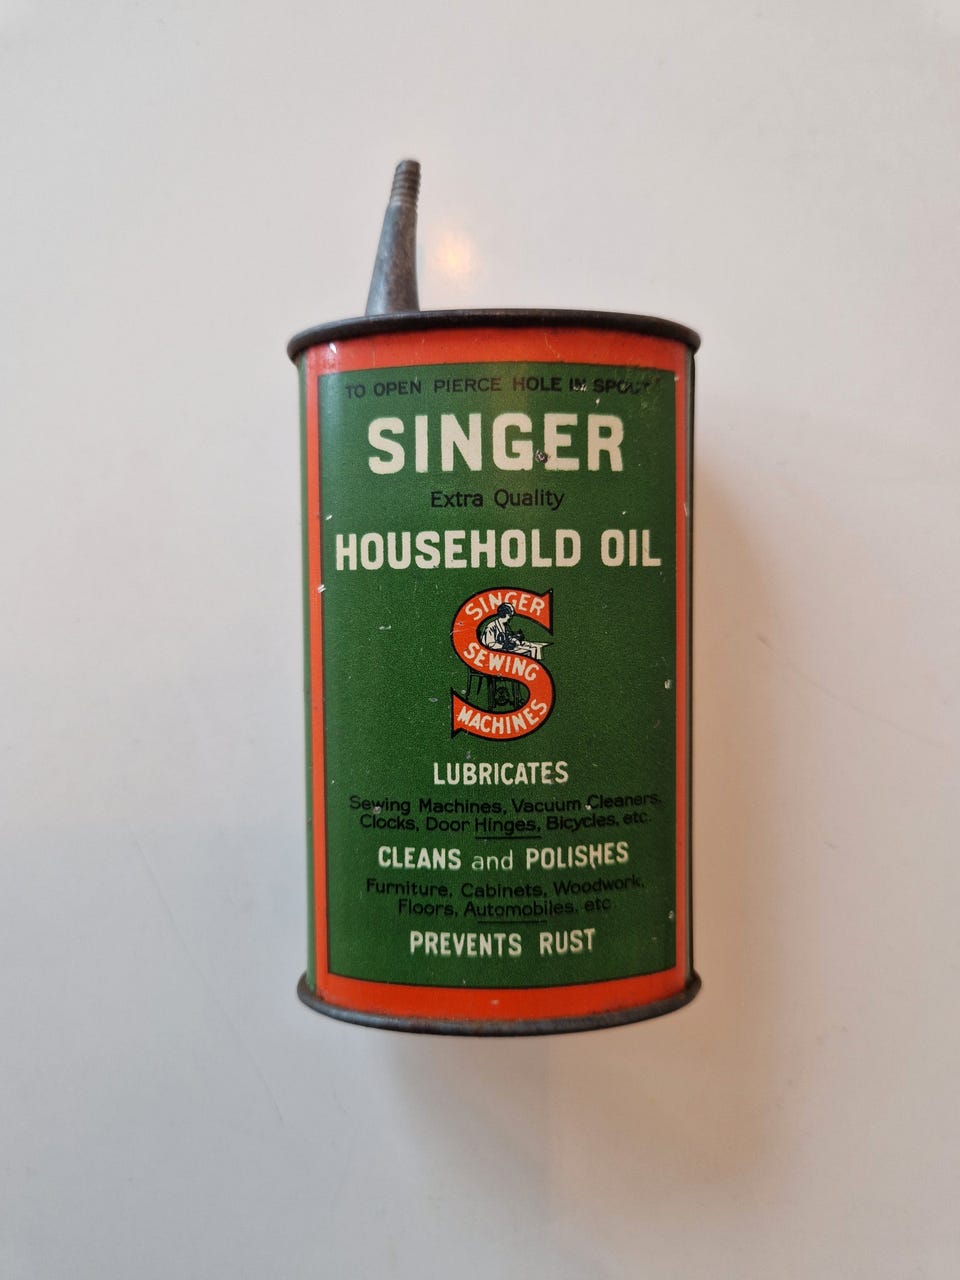 TO OPEN PIERCE HOLE IN SPOUT
SINGER
Extra Quality
HOUSEHOLD OIL
SINGER
SEWING
MACHINES
LUBRICATES
Sewing Machines, Vacuum Cleaners,
Clocks, Door Hinges, Bicycles, etc.
CLEANS and POLISHES
Furniture, Cabinets, Woodwork,
Floors, Automobiles, etc
PREVENTS RUST